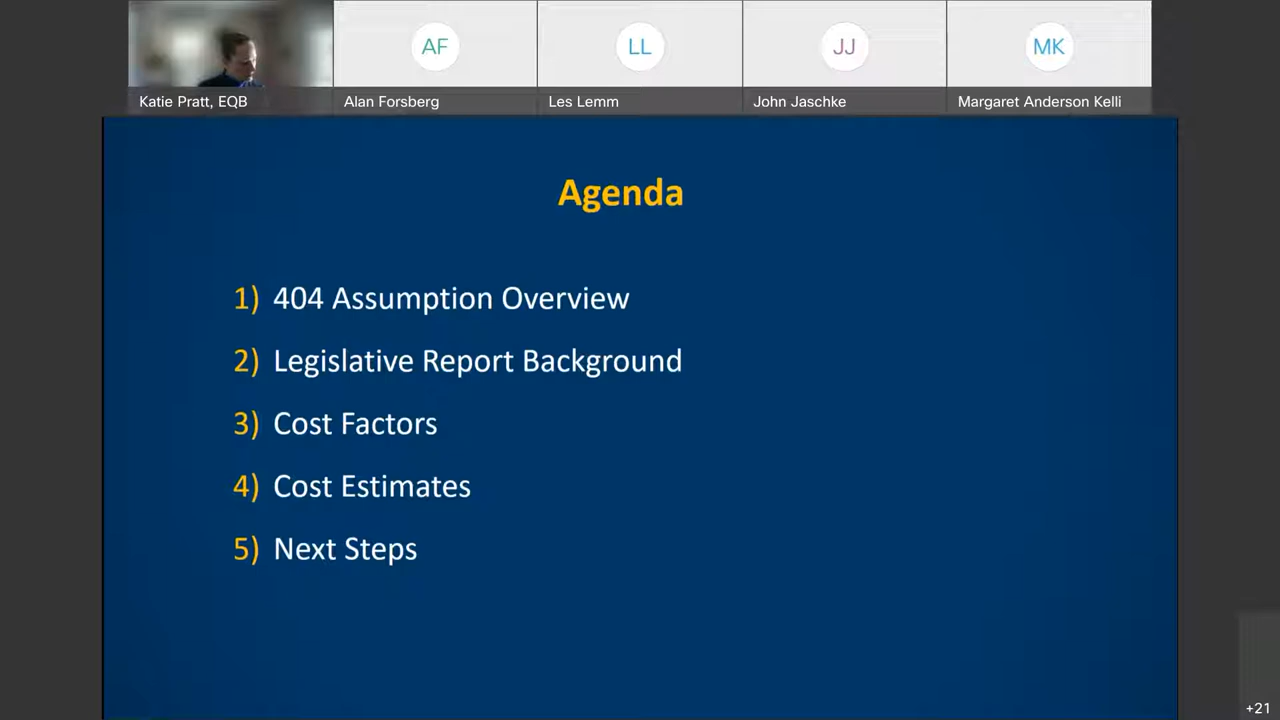 AF
LL
JJ
MK
Katie Pratt, EQB
Alan Forsberg
Les Lemm
John Jaschke
Margaret Anderson Kelli
Agenda
1) 404 Assumption Overview
2) Legislative Report Background
3) Cost Factors
4) Cost Estimates
5) Next Steps
+21